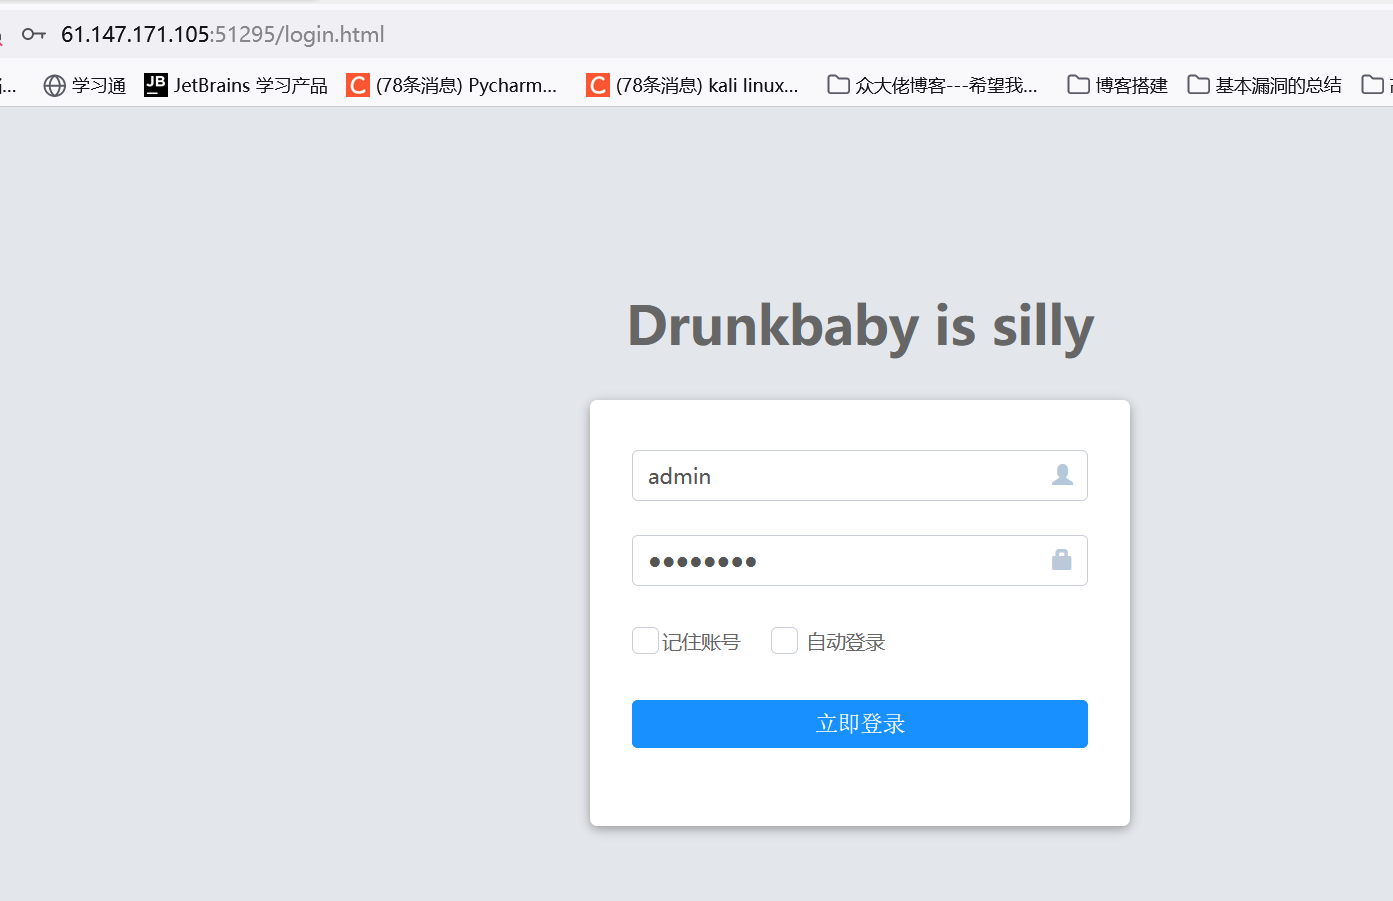 61.147.171.105:51295/login.html
学习通 JetBrains 学习产品 (78条消息) Pycharm... (78条消息) kali linux... 众大佬博客---希望我... 博客搭建 基本漏洞的总结
Drunkbaby is silly
admin
记住账号 自动登录
立即登录